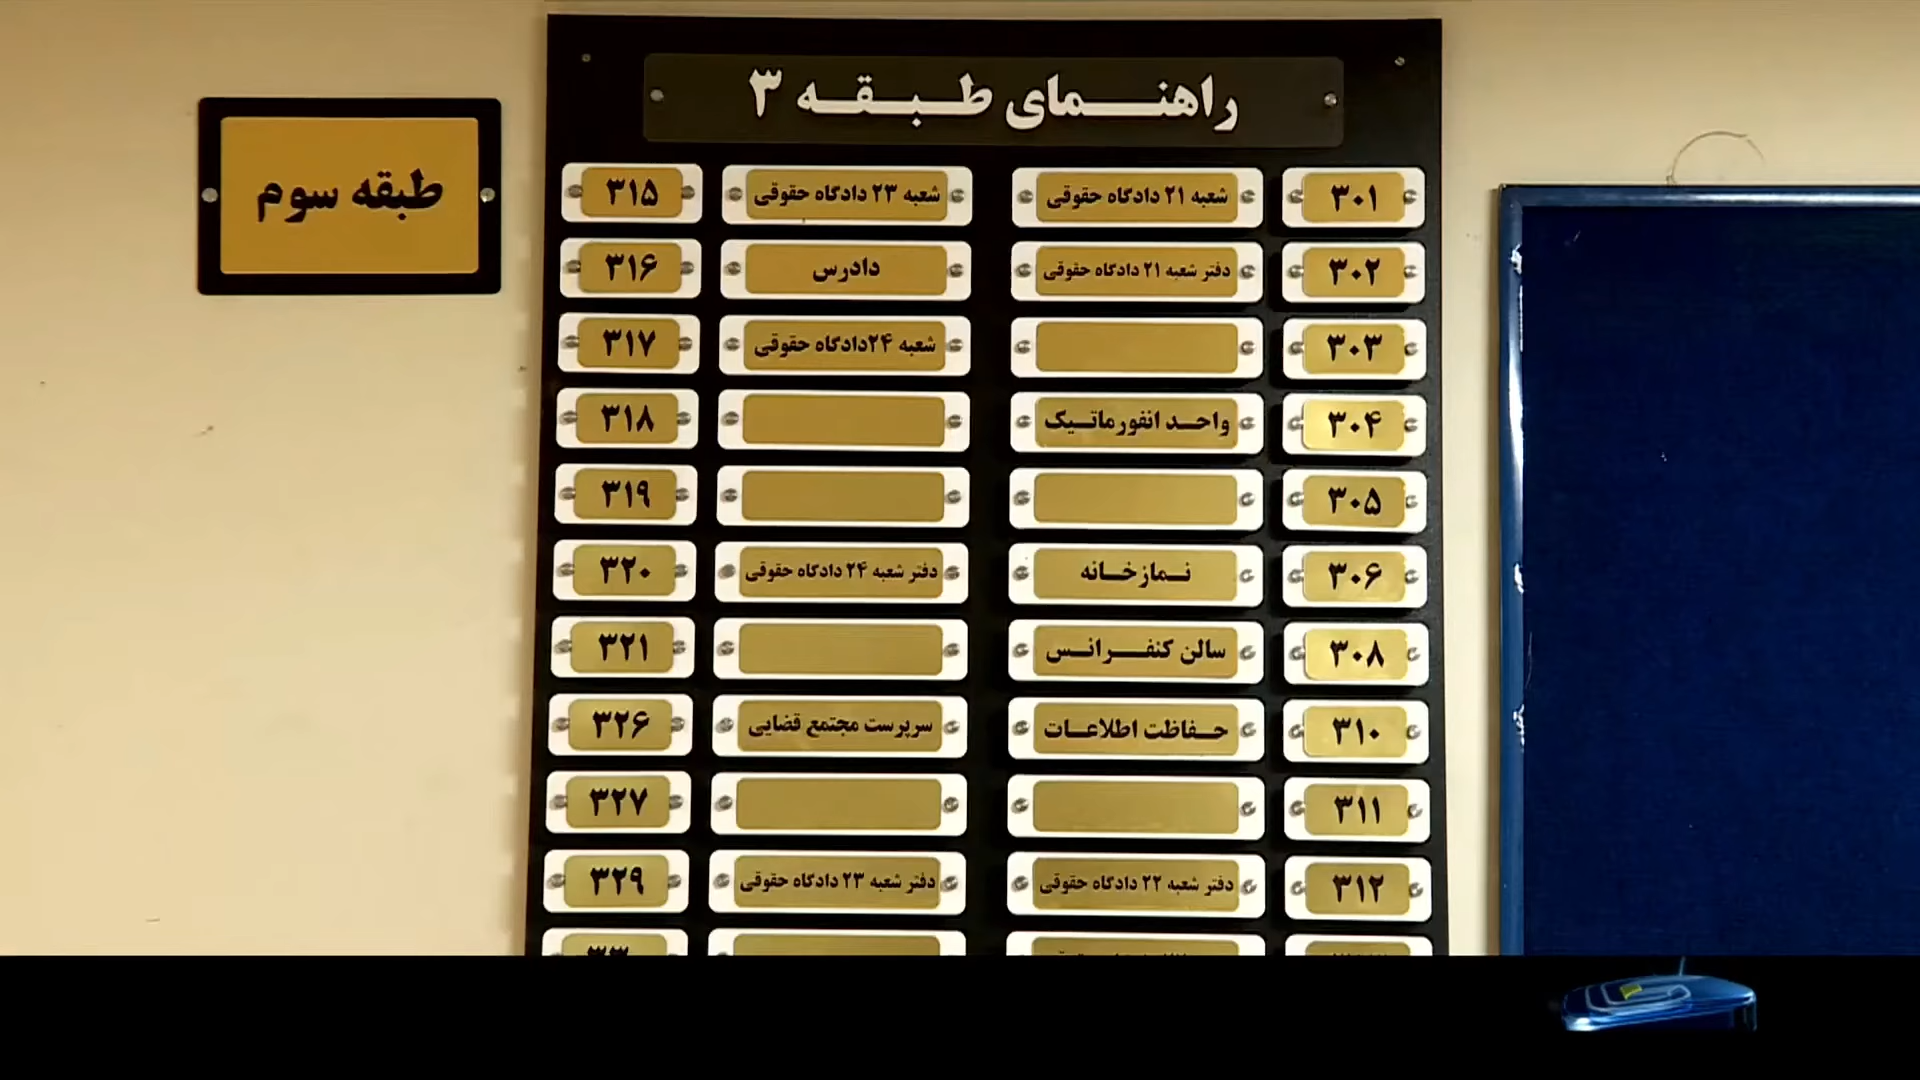 طبقه سوم
راهنمای طبقه ۳
۳۰۱ شعبه ۲۱ دادگاه حقوقی
۳۰۲ دفتر شعبه ۲۱ دادگاه حقوقی
۳۰۳
۳۰۴ واحد انفورماتیک
۳۰۵
۳۰۶ نمازخانه
۳۰۸ سالن کنفرانس
۳۱۰ حفاظت اطلاعات
۳۱۱
۳۱۲ دفتر شعبه ۲۲ دادگاه حقوقی
شعبه ۲۳ دادگاه حقوقی ۳۱۵
دادرس ۳۱۶
شعبه ۲۴دادگاه حقوقی ۳۱۷
۳۱۸
۳۱۹
دفتر شعبه ۲۴ دادگاه حقوقی ۳۲۰
۳۲۱
سرپرست مجتمع قضایی ۳۲۶
۳۲۷
دفتر شعبه ۲۳ دادگاه حقوقی ۳۲۹